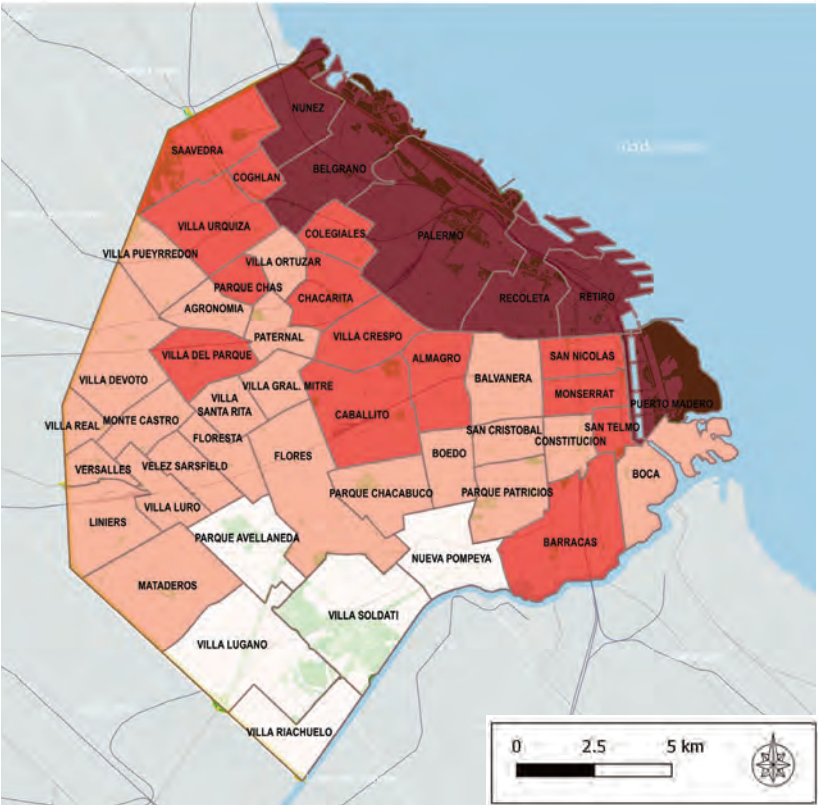 NUNEZ
SAAVEDRA
BELGRANO
COGHLAN
VILLA URQUIZA
COLEGIALES
PALERMO
VILLA PUEYRREDON
VILLA ORTUZAR
PARQUE CHAS
CHACARITA
RECOLETA
RETIRO
AGRONOMIA
PATERNAL
VILLA CRESPO
VILLA DEL PARQUE
ALMAGRO
SAN NICOLAS
BALVANERA
VILLA DEVOTO
VILLA GRAL. MITRE
MONSERRAT
PUERTO MADERO
VILLA
SANTA RITA
CABALLITO
MONTE CASTRO
VILLA REAL
SAN TELMO
SAN CRISTOBAL
CONSTITUCION
FLORESTA
FLORES
BOEDO
VERSALLES
VELEZ SARSFIELD
BOCA
PARQUE CHACABUCO
PARQUE PATRICIOS
VILLA LURO
LINIERS
PARQUE AVELLANEDA
BARRACAS
NUEVA POMPEYA
MATADEROS
VILLA SOLDATI
VILLA LUGANO
VILLA RIACHUELO
0 2.5 5 km